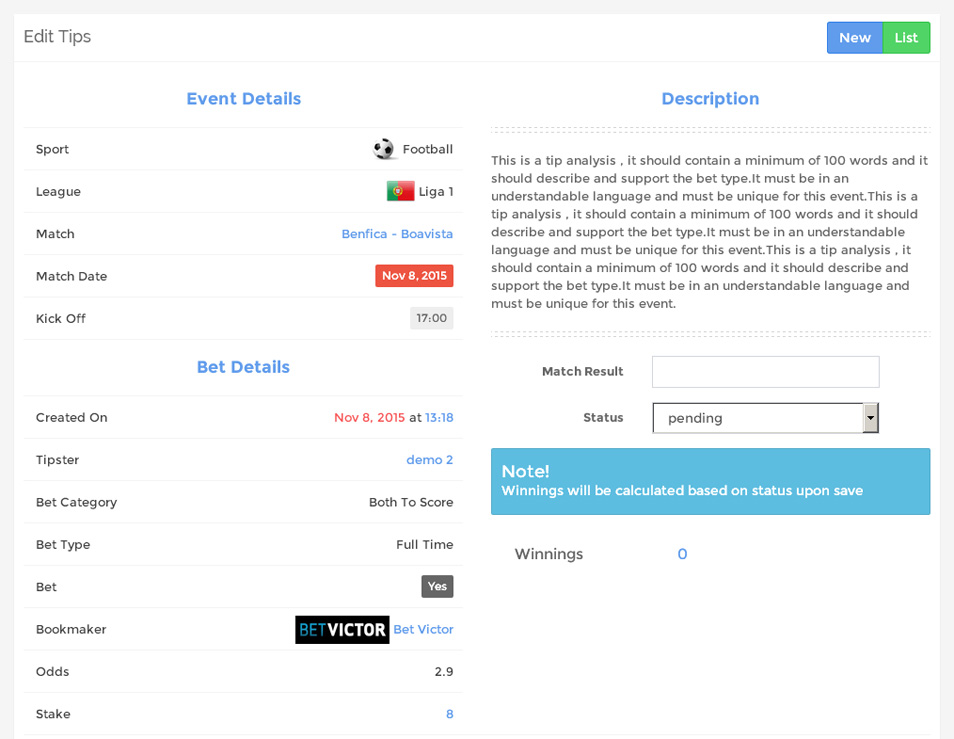 Edit Tips
New
List
Event Details
Sport
Football
League
Liga 1
Match
Benfica - Boavista
Match Date
Nov 8, 2015
Kick Off
17:00
Bet Details
Created On
Nov 8, 2015 at 13:18
Tipster
demo 2
Bet Category
Both To Score
Bet Type
Full Time
Bet
Yes
Bookmaker
BETVICTOR Bet Victor
Odds
2.9
Stake
8
Description
This is a tip analysis , it should contain a minimum of 100 words and it
should describe and support the bet type.It must be in an
understandable language and must be unique for this event.This is a
tip analysis , it should contain a minimum of 100 words and it should
describe and support the bet type.It must be in an understandable
language and must be unique for this event.This is a tip analysis , it
should contain a minimum of 100 words and it should describe and
support the bet type.It must be in an understandable language and
must be unique for this event.
Match Result
Status
pending
Note!
Winnings will be calculated based on status upon save
Winnings
0